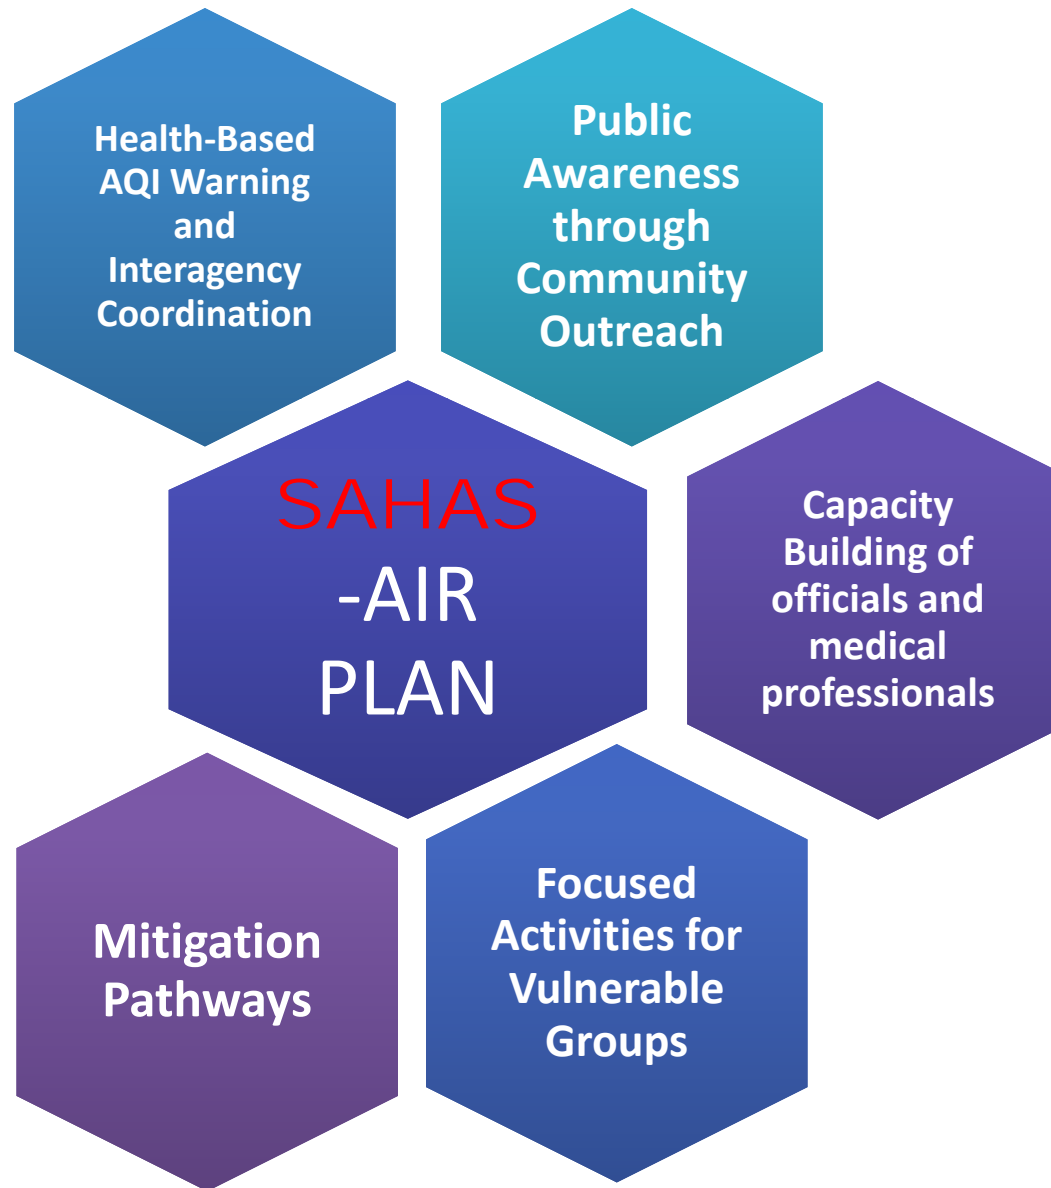 Health-Based
AQI Warning
and
Interagency
Coordination
Public
Awareness
through
Community
Outreach
SAHAS
-AIR
PLAN
Capacity
Building of
officials and
medical
professionals
Mitigation
Pathways
Focused
Activities for
Vulnerable
Groups